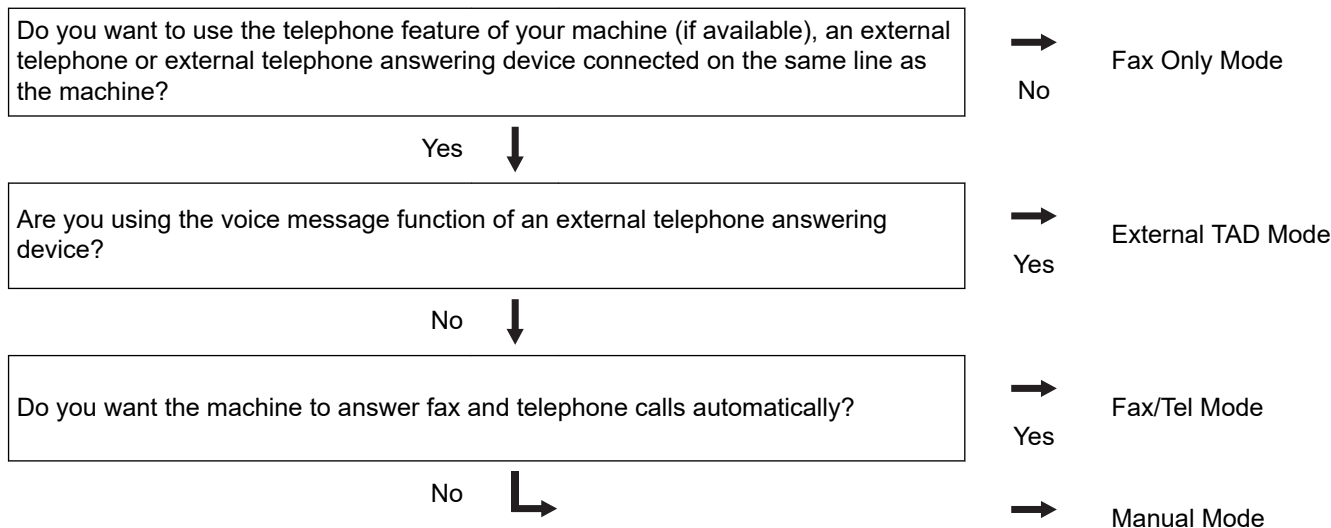 Do you want to use the telephone feature of your machine (if available), an external
telephone or external telephone answering device connected on the same line as
the machine?
Fax Only Mode
No
Yes
Are you using the voice message function of an external telephone answering
device?
External TAD Mode
Yes
No
Do you want the machine to answer fax and telephone calls automatically?
Fax/Tel Mode
Yes
No
Manual Mode